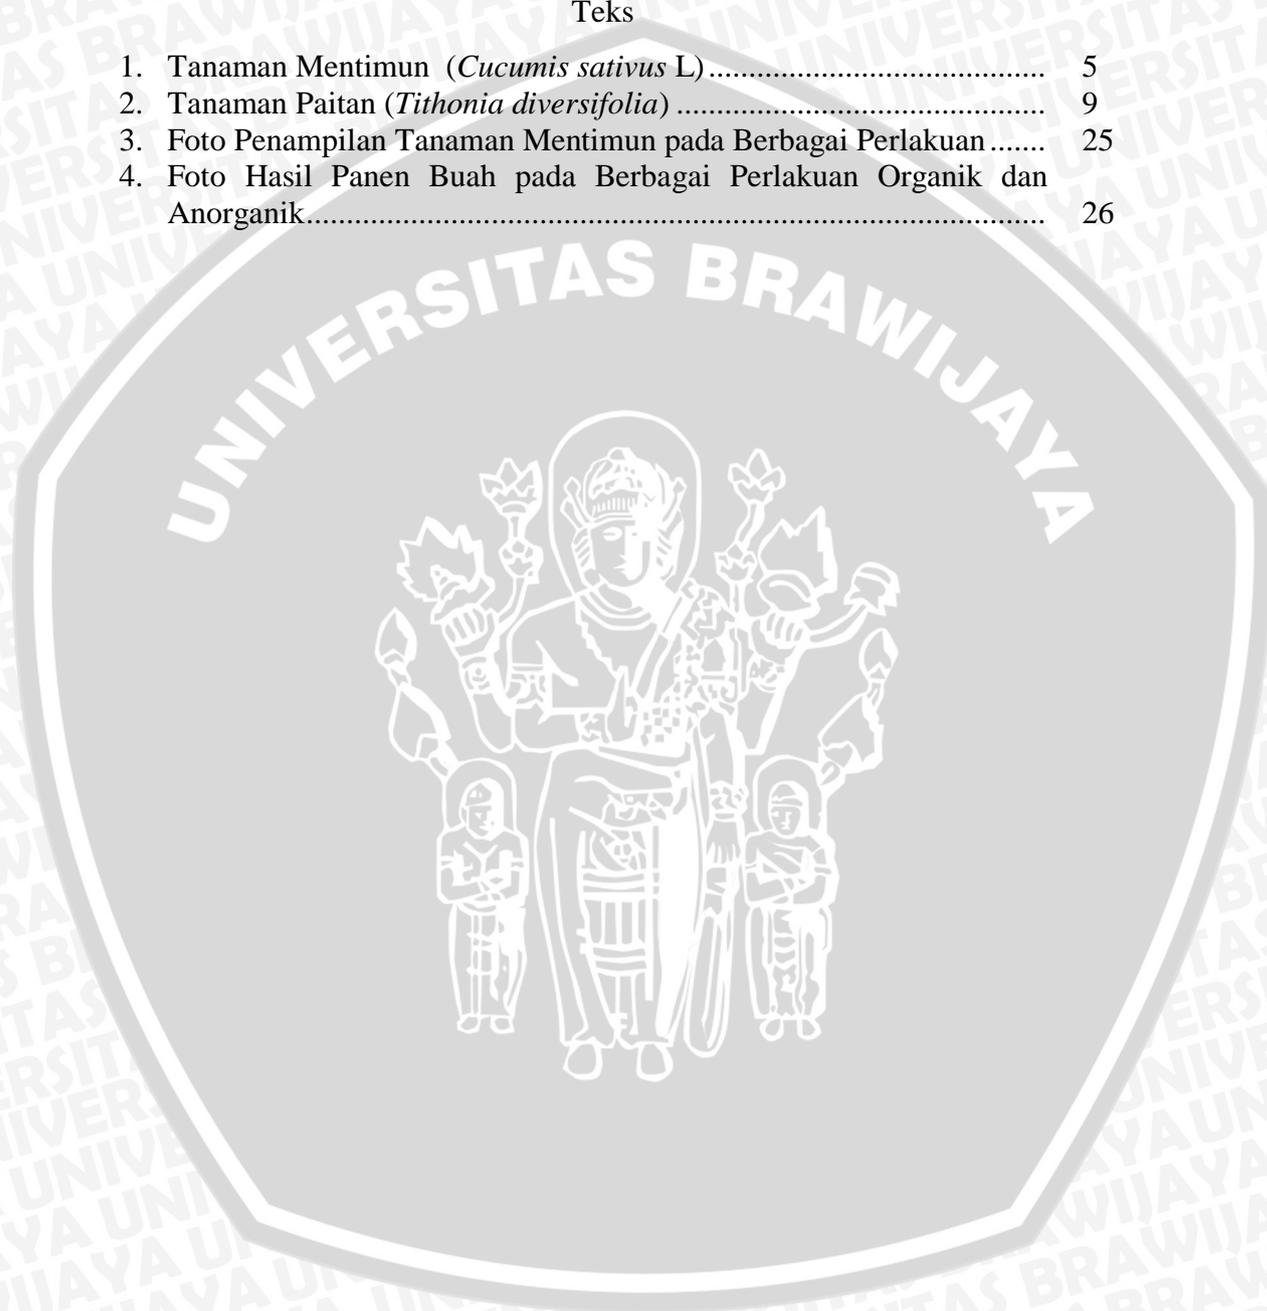 Teks
1. Tanaman Mentimun (Cucumis sativus L).......................................... 5
2. Tanaman Paitan (Tithonia diversifolia) .............................................. 9
3. Foto Penampilan Tanaman Mentimun pada Berbagai Perlakuan ....... 25
4. Foto Hasil Panen Buah pada Berbagai Perlakuan Organik dan
Anorganik............................................................................................ 26
UNIVERSITAS BRAWIJAYA